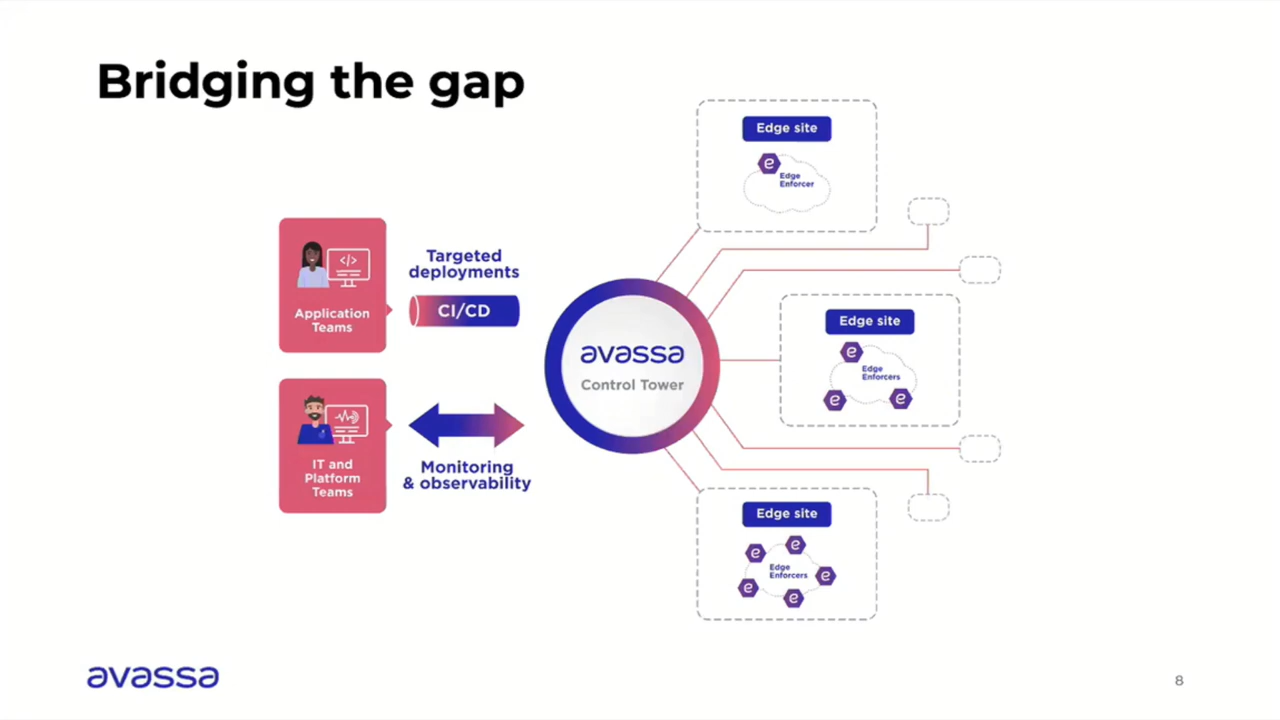 Bridging the gap
</>
Application
Teams
Targeted
deployments
CI/CD
IT and
Platform
Teams
Monitoring
& observability
avassa
Control Tower
Edge site
e
Edge
Enforcer
Edge site
e
Edge
Enforcers
e
e
Edge site
e
e
Edge
Enforcers
e
e
e
avassa
8